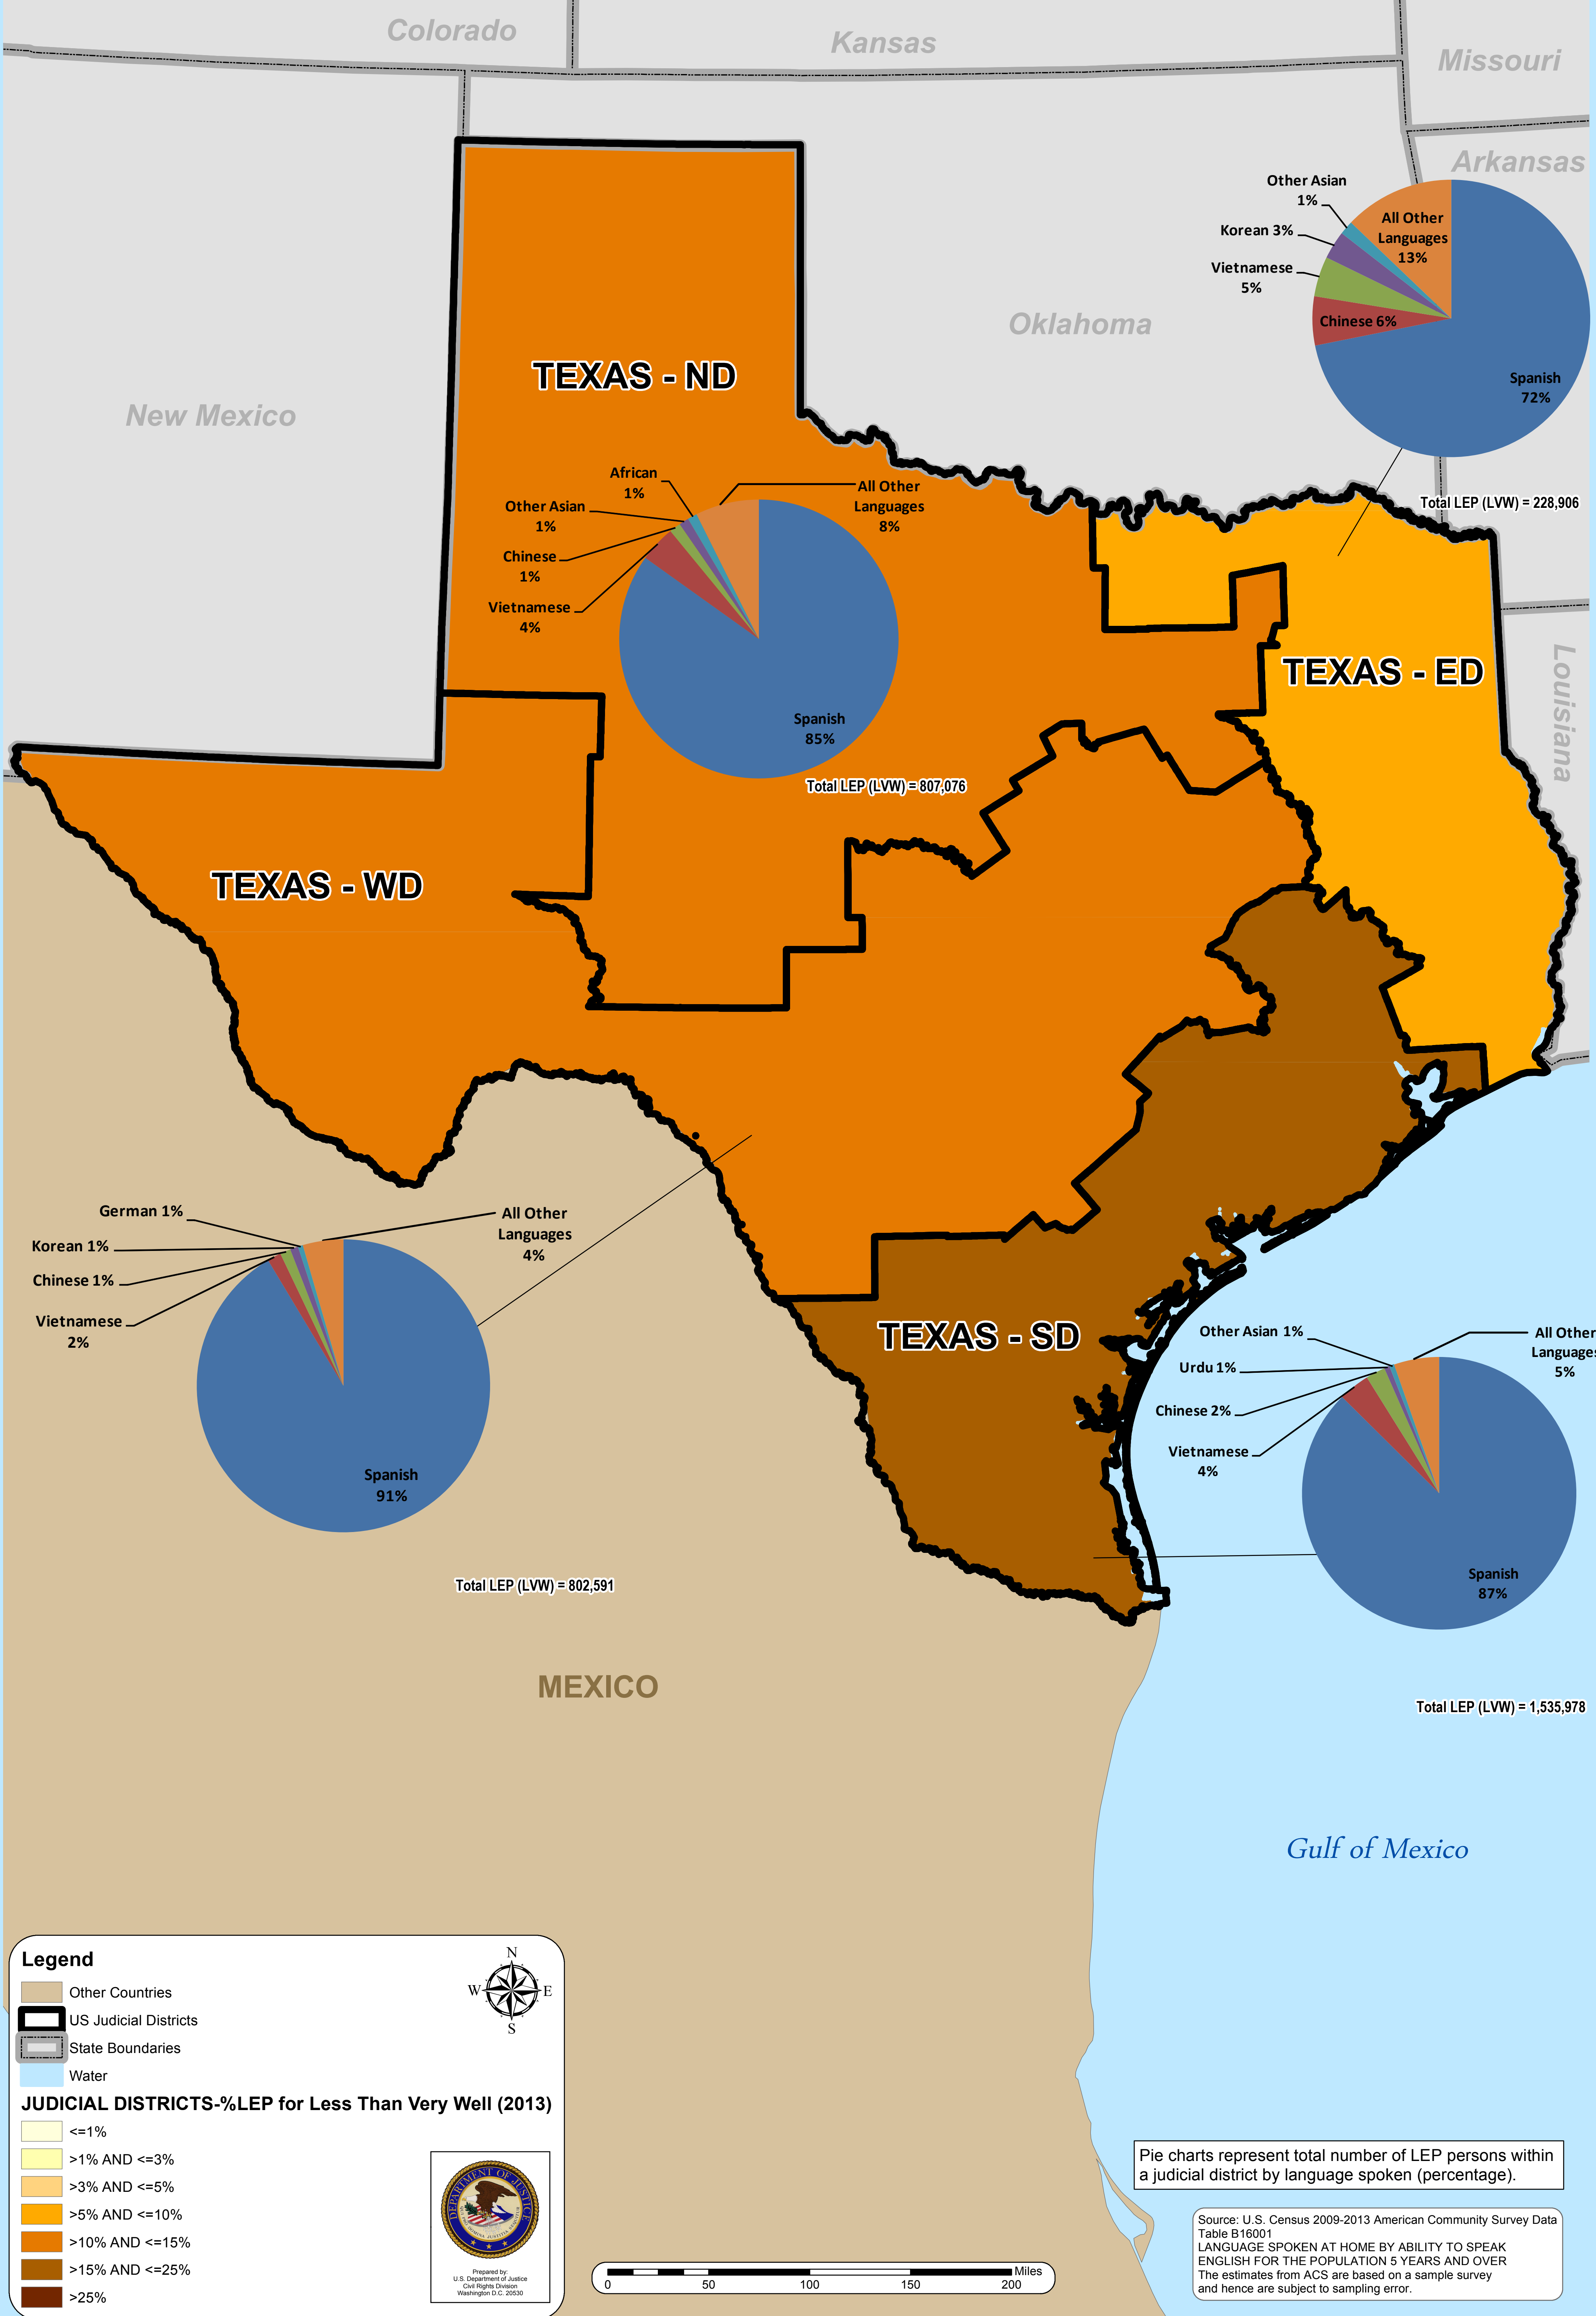 Colorado
Kansas
Missouri
Arkansas
Oklahoma
New Mexico
Louisiana
Other Asian
1%
Korean 3%
Vietnamese
5%
Chinese 6%
All Other
Languages
13%
Spanish
72%
Total LEP (LVW) = 228,906
TEXAS - ND
African
1%
Other Asian
1%
Chinese
1%
Vietnamese
4%
All Other
Languages
8%
Spanish
85%
Total LEP (LVW) = 807,076
TEXAS - ED
TEXAS - WD
German 1%
Korean 1%
Chinese 1%
Vietnamese
2%
All Other
Languages
4%
Spanish
91%
Total LEP (LVW) = 802,591
TEXAS - SD
Other Asian 1%
Urdu 1%
Chinese 2%
Vietnamese
4%
All Other
Languages
5%
Spanish
87%
Total LEP (LVW) = 1,535,978
MEXICO
Gulf of Mexico
Legend
Other Countries
US Judicial Districts
State Boundaries
Water
N
W
E
S
JUDICIAL DISTRICTS-%LEP for Less Than Very Well (2013)
<=1%
>1% AND <=3%
>3% AND <=5%
>5% AND <=10%
>10% AND <=15%
>15% AND <=25%
>25%
DEPARTMENT OF JUSTICE
Prepared by:
U.S. Department of Justice
Civil Rights Division
Washington D.C. 20530
Miles
0 50 100 150 200
Pie charts represent total number of LEP persons within
a judicial district by language spoken (percentage).
Source: U.S. Census 2009-2013 American Community Survey Data
Table B16001
LANGUAGE SPOKEN AT HOME BY ABILITY TO SPEAK
ENGLISH FOR THE POPULATION 5 YEARS AND OVER
The estimates from ACS are based on a sample survey
and hence are subject to sampling error.